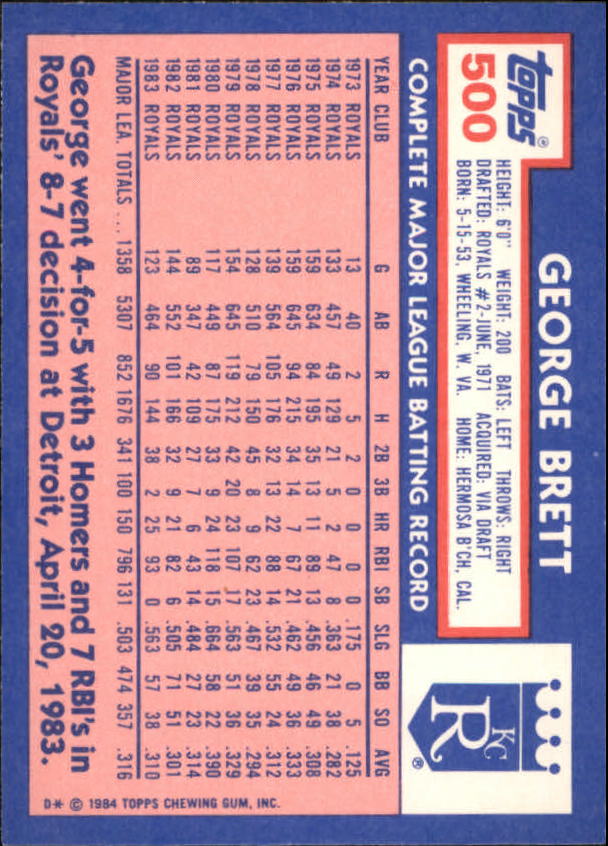 topps®
500
GEORGE BRETT
HEIGHT: 6'0" WEIGHT: 200 BATS: LEFT THROWS: RIGHT
DRAFTED: ROYALS #2-JUNE, 1971 ACQUIRED: VIA DRAFT
BORN: 5-15-53, WHEELING, W. VA. HOME: HERMOSA B'CH, CAL.
KC
R
®
COMPLETE MAJOR LEAGUE BATTING RECORD
YEAR CLUB G AB R H 2B 3B HR RBI SB SLG BB SO AVG
1973 ROYALS 13 40 2 5 2 0 0 0 0 .175 0 5 .125
1974 ROYALS 133 457 49 129 21 5 2 47 8 .363 21 38 .282
1975 ROYALS 159 634 84 195 35 13 11 89 13 .456 46 49 .308
1976 ROYALS 159 645 94 215 34 14 7 67 21 .462 49 36 .333
1977 ROYALS 139 564 105 176 32 13 22 88 14 .532 55 24 .312
1978 ROYALS 128 510 79 150 45 8 9 62 23 .467 39 35 .294
1979 ROYALS 154 645 119 212 42 20 23 107 17 .563 51 36 .329
1980 ROYALS 117 449 87 175 33 9 24 118 15 .664 58 22 .390
1981 ROYALS 89 347 42 109 27 7 6 43 14 .484 27 23 .314
1982 ROYALS 144 552 101 166 32 9 21 82 6 .505 71 51 .301
1983 ROYALS 123 464 90 144 38 2 25 93 0 .563 57 38 .310
MAJOR LEA. TOTALS ... 1358 5307 852 1676 341 100 150 796 131 .503 474 357 .316
George went 4-for-5 with 3 Homers and 7 RBI's in
Royals' 8-7 decision at Detroit, April 20, 1983.
D* © 1984 TOPPS CHEWING GUM, INC.